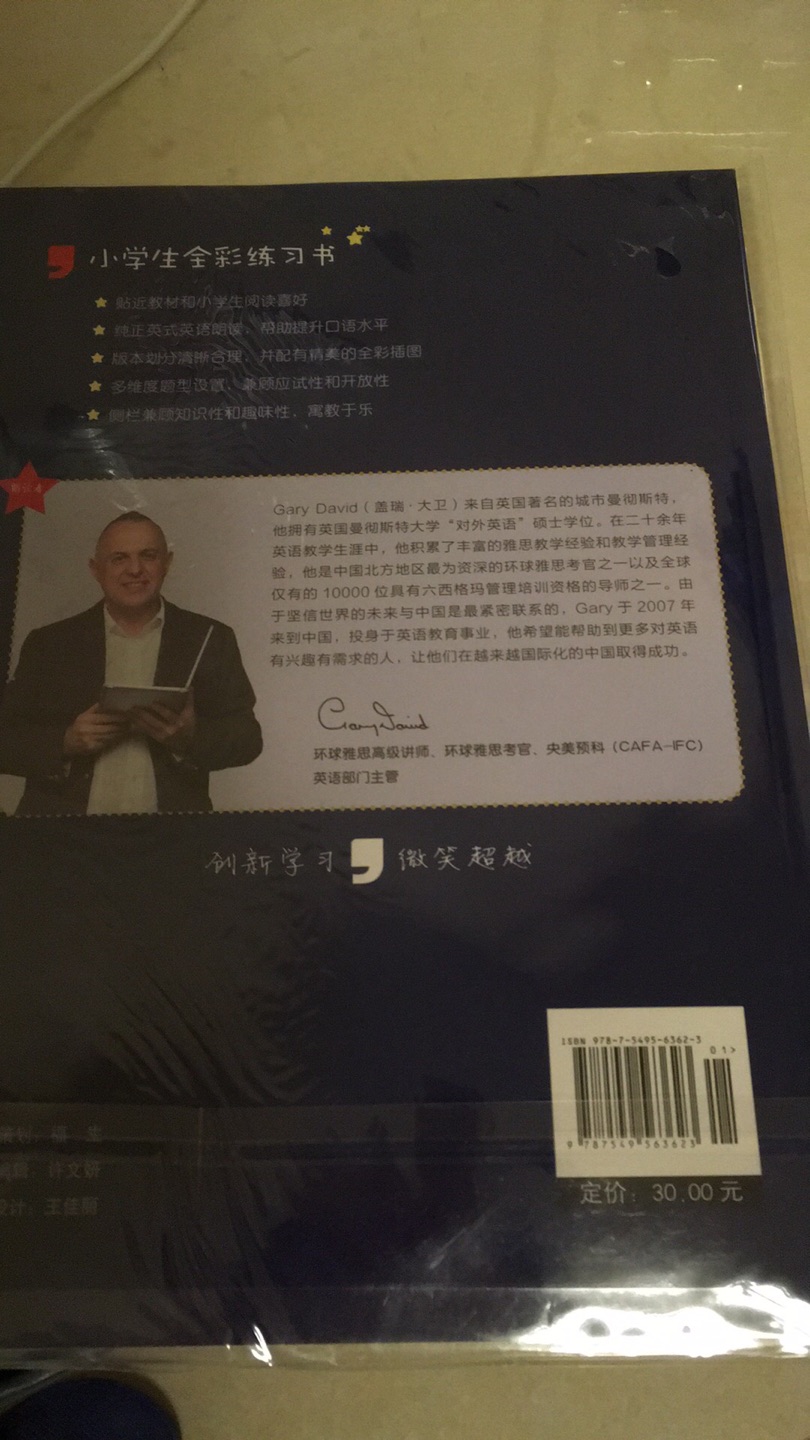 小学生全彩练习书
贴近教材和小学生阅读喜好
纯正英式英语朗读，帮助提升口语水平
版本划分清晰合理，并配有精美的全彩插图
多维度题型设置，兼顾应试性和开放性
侧栏兼顾知识性和趣味性，寓教于乐
朗读者
Gary David（盖瑞·大卫）来自英国著名的城市曼彻斯特，
他拥有英国曼彻斯特大学“对外英语”硕士学位。在二十余年
英语教学生涯中，他积累了丰富的雅思教学经验和教学管理经
验，他是中国北方地区最为资深的环球雅思考官之一以及全球
仅有的 10000 位具有六西格玛管理培训资格的导师之一。由
于坚信世界的未来与中国是最紧密联系的，Gary 于 2007 年
来到中国，投身于英语教育事业，他希望能帮助到更多对英语
有兴趣有需求的人，让他们在越来越国际化的中国取得成功。
Gary David
环球雅思高级讲师、环球雅思考官、央美预科（CAFA-IFC）
英语部门主管
创新学习 微笑超越
ISBN 978-7-5495-6362-3
01>
9 787549 563623
定价：30.00 元
许文妍
设计：王佳丽